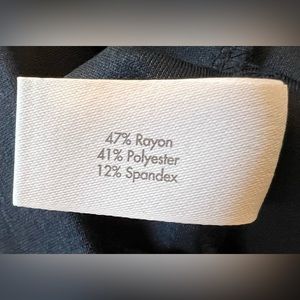 47% Rayon
41% Polyester
12% Spandex